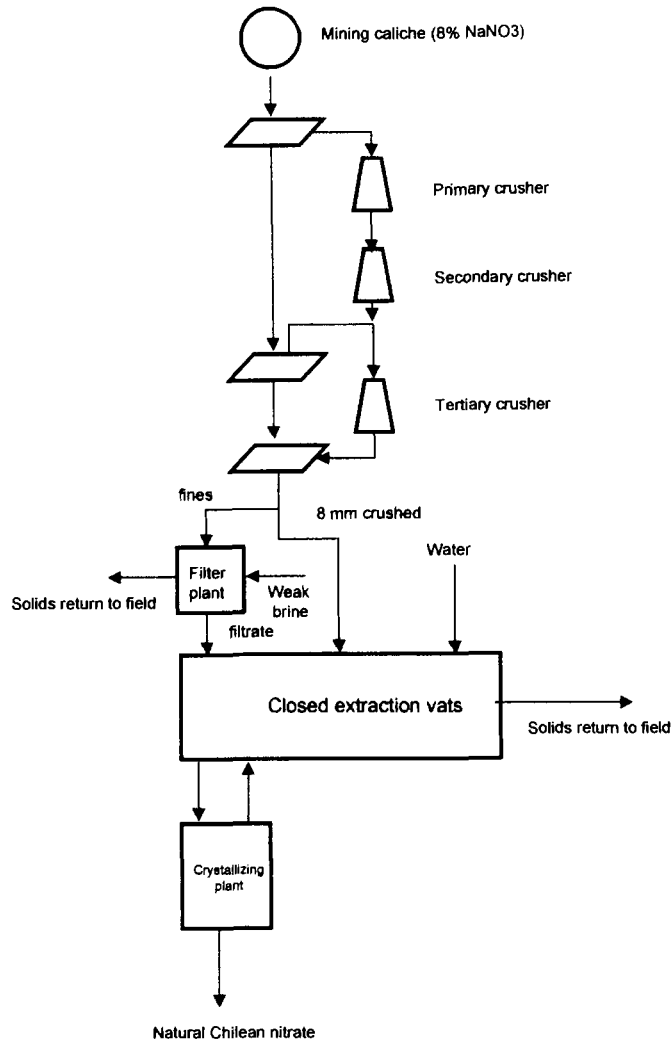 Mining caliche (8% NaNO3)
Primary crusher
Secondary crusher
Tertiary crusher
fines
8 mm crushed
Water
Filter
plant
Weak
brine
Solids return to field
filtrate
Closed extraction vats
Solids return to field
Crystallizing
plant
Natural Chilean nitrate